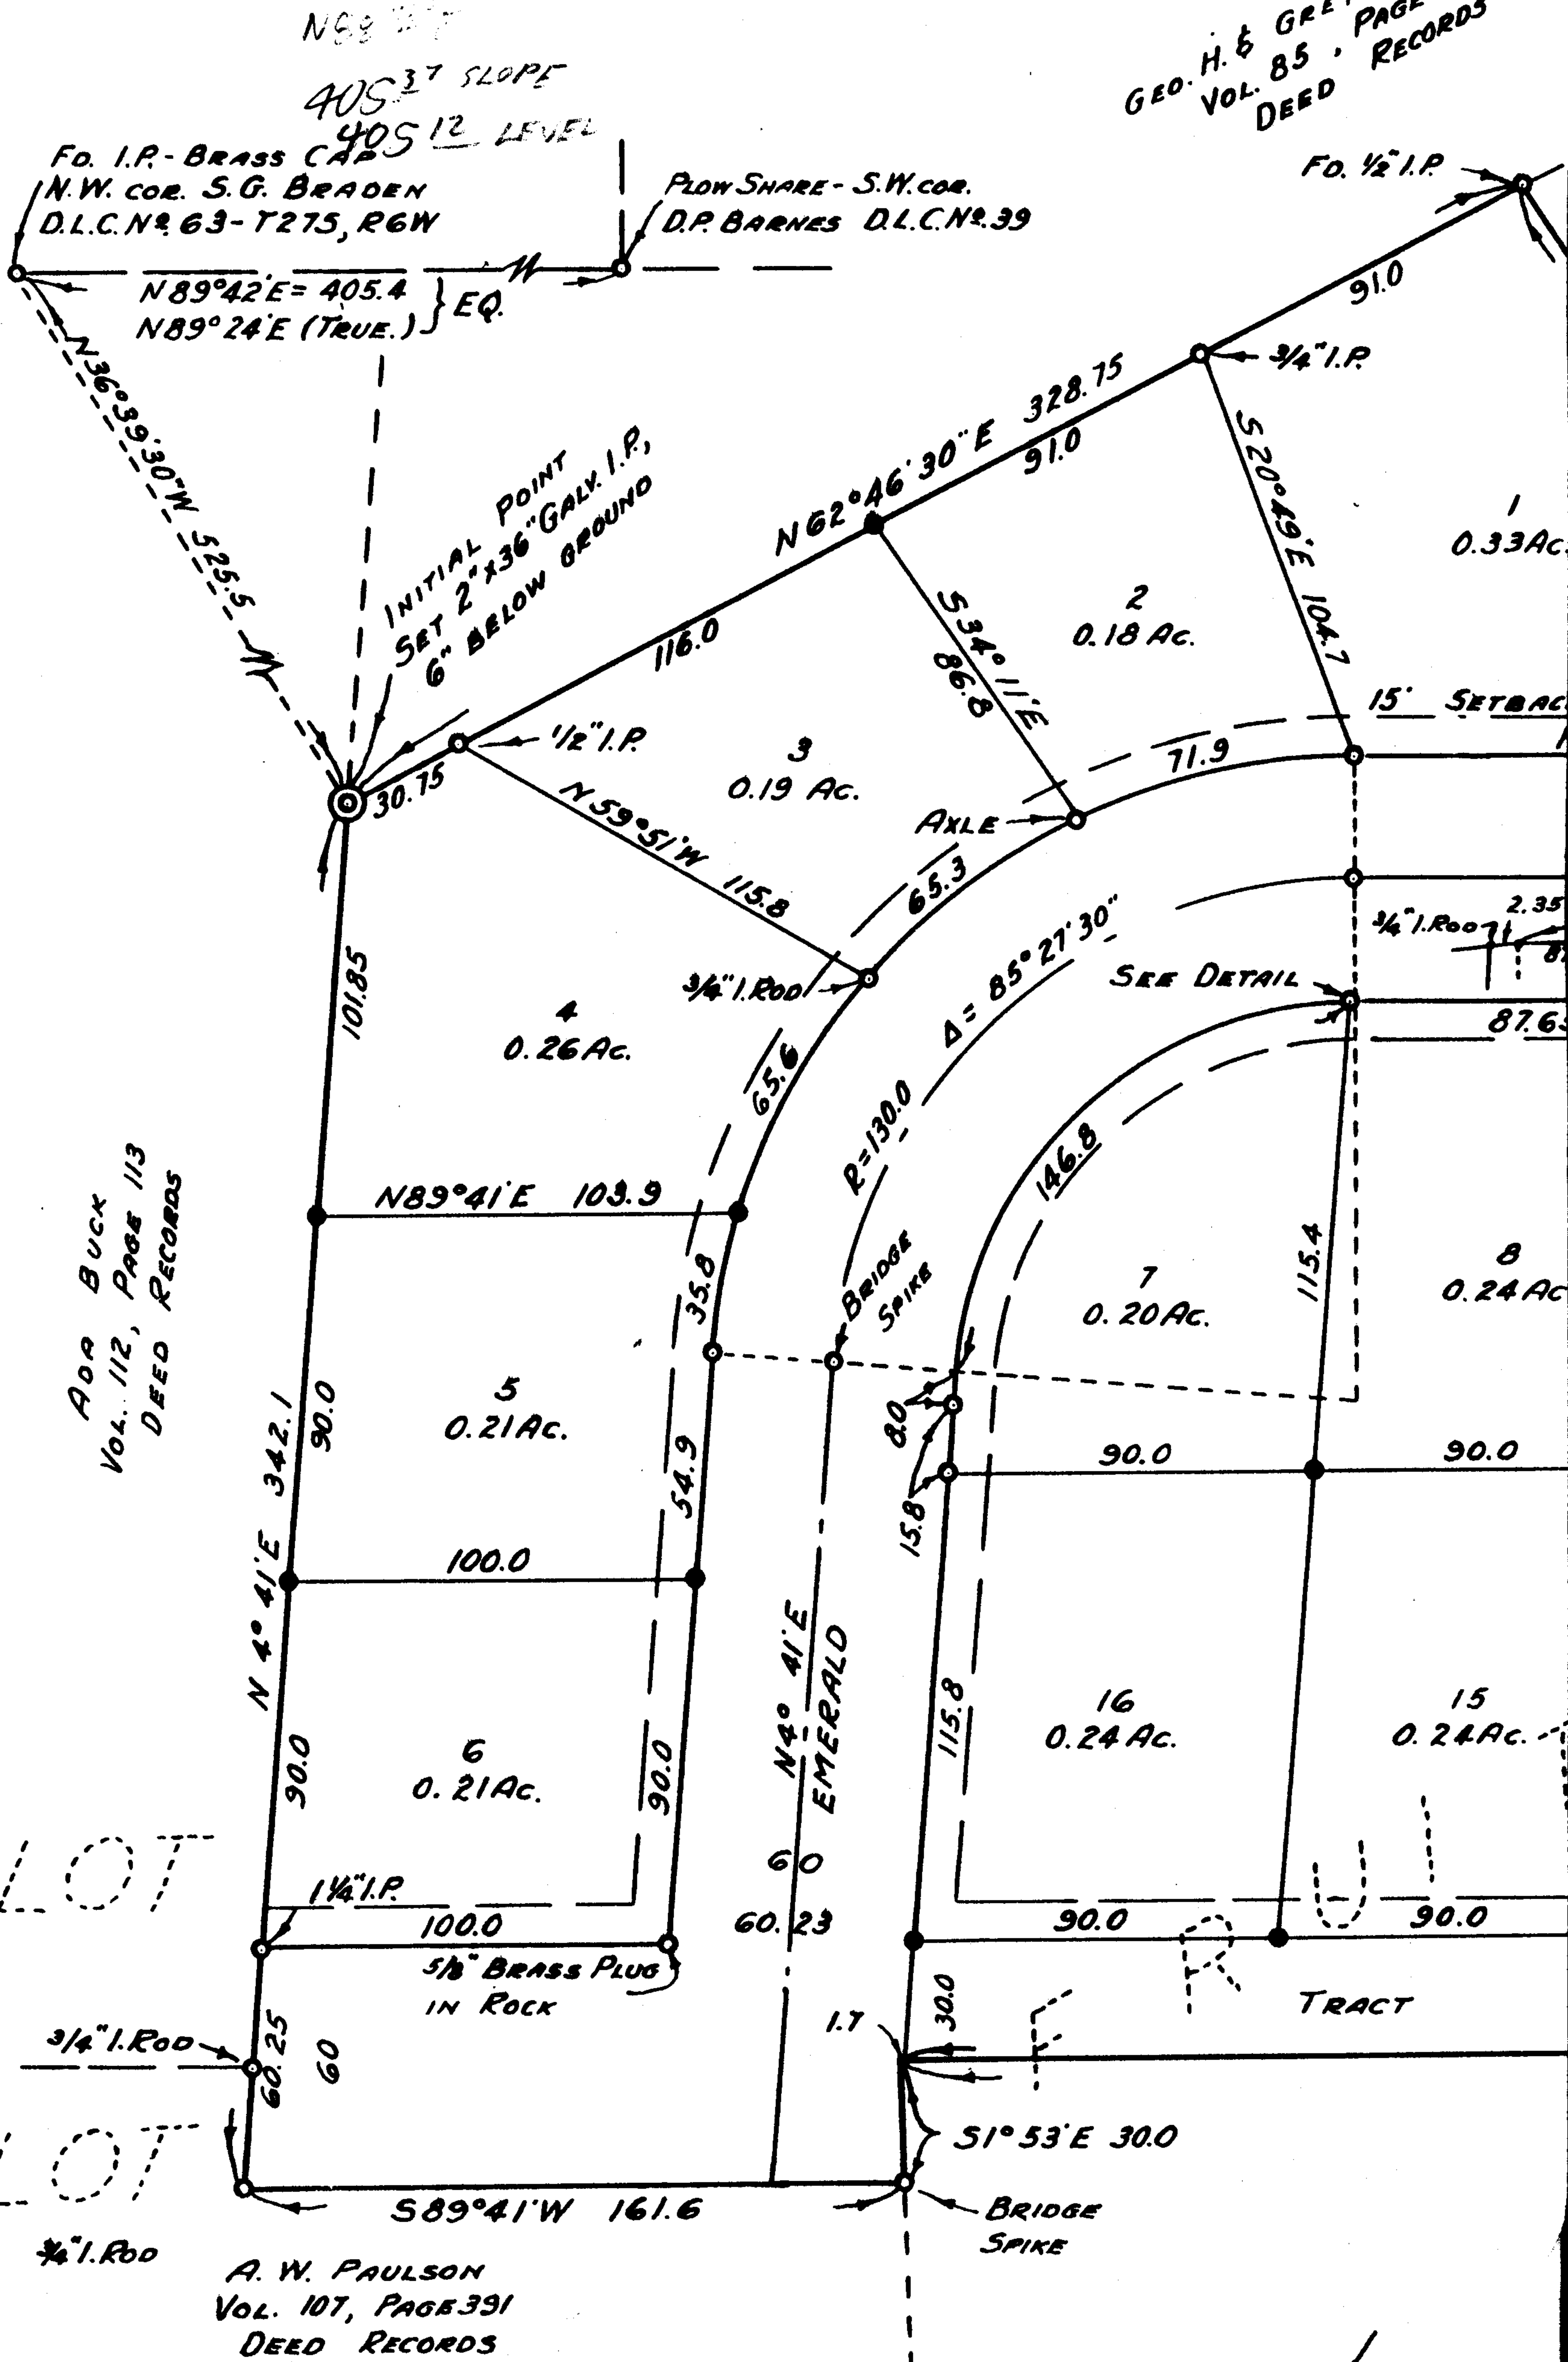 40S 37 SLOPE
40S 12 LEVEL
GEO. H. &
VOL. 85, PAGE
DEED RECORDS
FD. I.P. - BRASS CAP
N.W. COR. S.G. BRADEN
D.L.C. Nº 63 - T27S, R6W
PLOW SHARE - S.W. COR.
D.P. BARNES D.L.C. Nº 39
FD. ½" I.P.
N89°42'E = 405.4
N89°24'E (TRUE.)
} EQ.
91.0
¾" I.P.
N36°39'30"W 525.5
INITIAL POINT
SET 2"x36" GALV. I.P.,
6" BELOW GROUND
N62°46'30"E 328.75
91.0
S20°49'E 104.7
1
0.33 Ac.
116.0
S34°11'E
86.8
2
0.18 Ac.
15' SETBAC
½" I.P.
30.75
3
0.19 Ac.
71.9
N59°51'W 115.8
AXLE
65.3
¾" I.ROD
2.35
101.85
¾" I.ROD
Δ = 85°27'30"
SEE DETAIL
87.65
4
0.26 Ac.
65.6
R=130.0
146.8
ADA BUCK
VOL. 112, PAGE 113
DEED RECORDS
N89°41'E 103.9
35.8
BRIDGE
SPIKE
7
0.20 Ac.
115.4
8
0.24 Ac
N 4°41'E 342.1
90.0
5
0.21 Ac.
54.9
8.0
15.8
90.0
90.0
100.0
N4°41'E
EMERALD
90.0
6
0.21 Ac.
90.0
115.8
16
0.24 Ac.
15
0.24 Ac.
LOT
60
1¼" I.P.
100.0
60.23
90.0
90.0
5/8" BRASS PLUG
IN ROCK
F R U I
TRACT
¾" I.ROD
60.25
60
1.7
30.0
LOT
S1°53'E 30.0
S89°41'W 161.6
BRIDGE
SPIKE
¾" I.ROD
A. W. PAULSON
VOL. 107, PAGE 391
DEED RECORDS